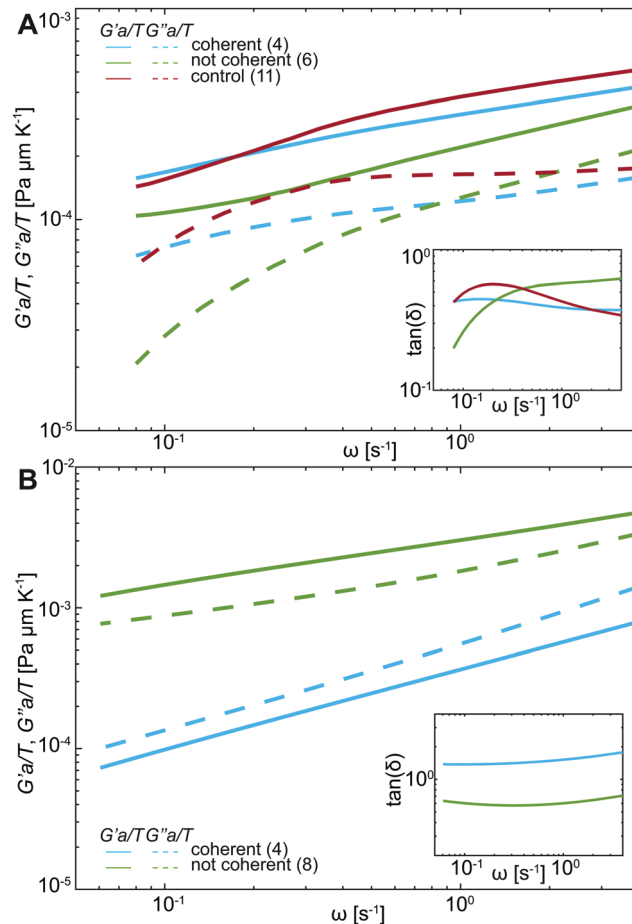 A
10⁻³
G'a/T G''a/T
coherent (4)
not coherent (6)
control (11)
G'a/T, G''a/T [Pa μm K⁻¹]
10⁻⁴
10⁻⁵
10⁰
tan(δ)
10⁻¹
10⁻¹
10⁰
ω [s⁻¹]
10⁻¹
10⁰
ω [s⁻¹]
B
10⁻²
G'a/T, G''a/T [Pa μm K⁻¹]
10⁻³
10⁻⁴
10⁻⁵
tan(δ)
10⁰
10⁻¹
10⁰
ω [s⁻¹]
G'a/T G''a/T
coherent (4)
not coherent (8)
10⁻¹
10⁰
ω [s⁻¹]